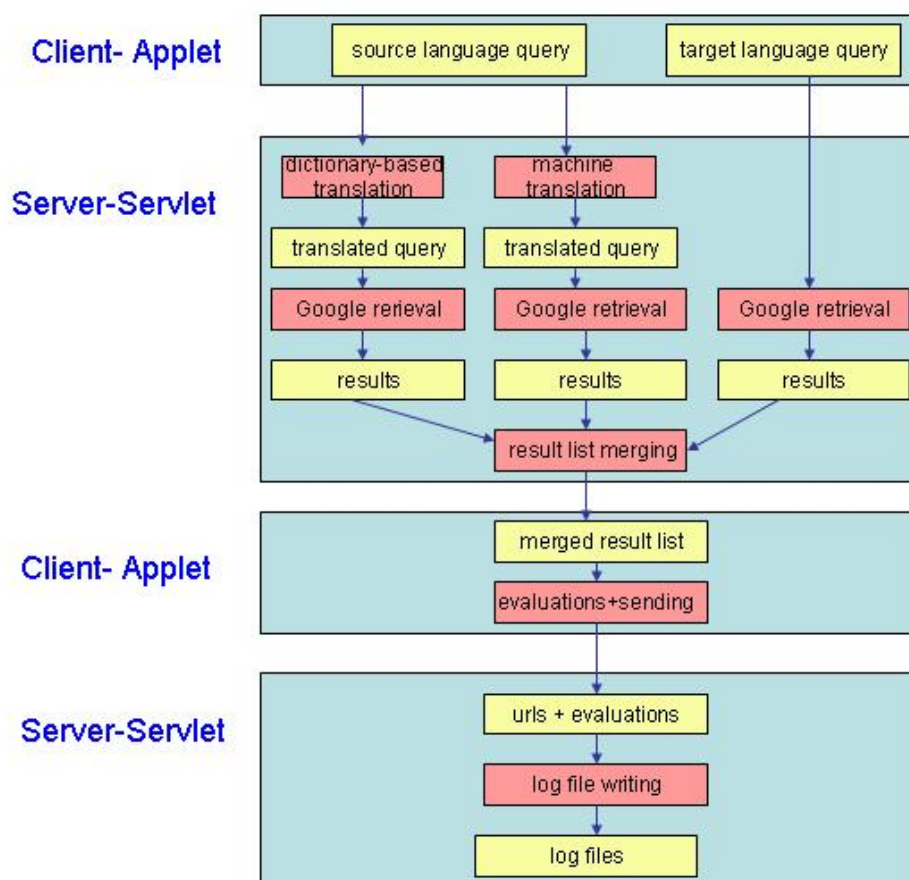 Client- Applet
source language query
target language query
Server-Servlet
dictionary-based
translation
machine
translation
translated query
translated query
Google rerieval
Google retrieval
Google retrieval
results
results
results
result list merging
Client- Applet
merged result list
evaluations+sending
Server-Servlet
urls + evaluations
log file writing
log files